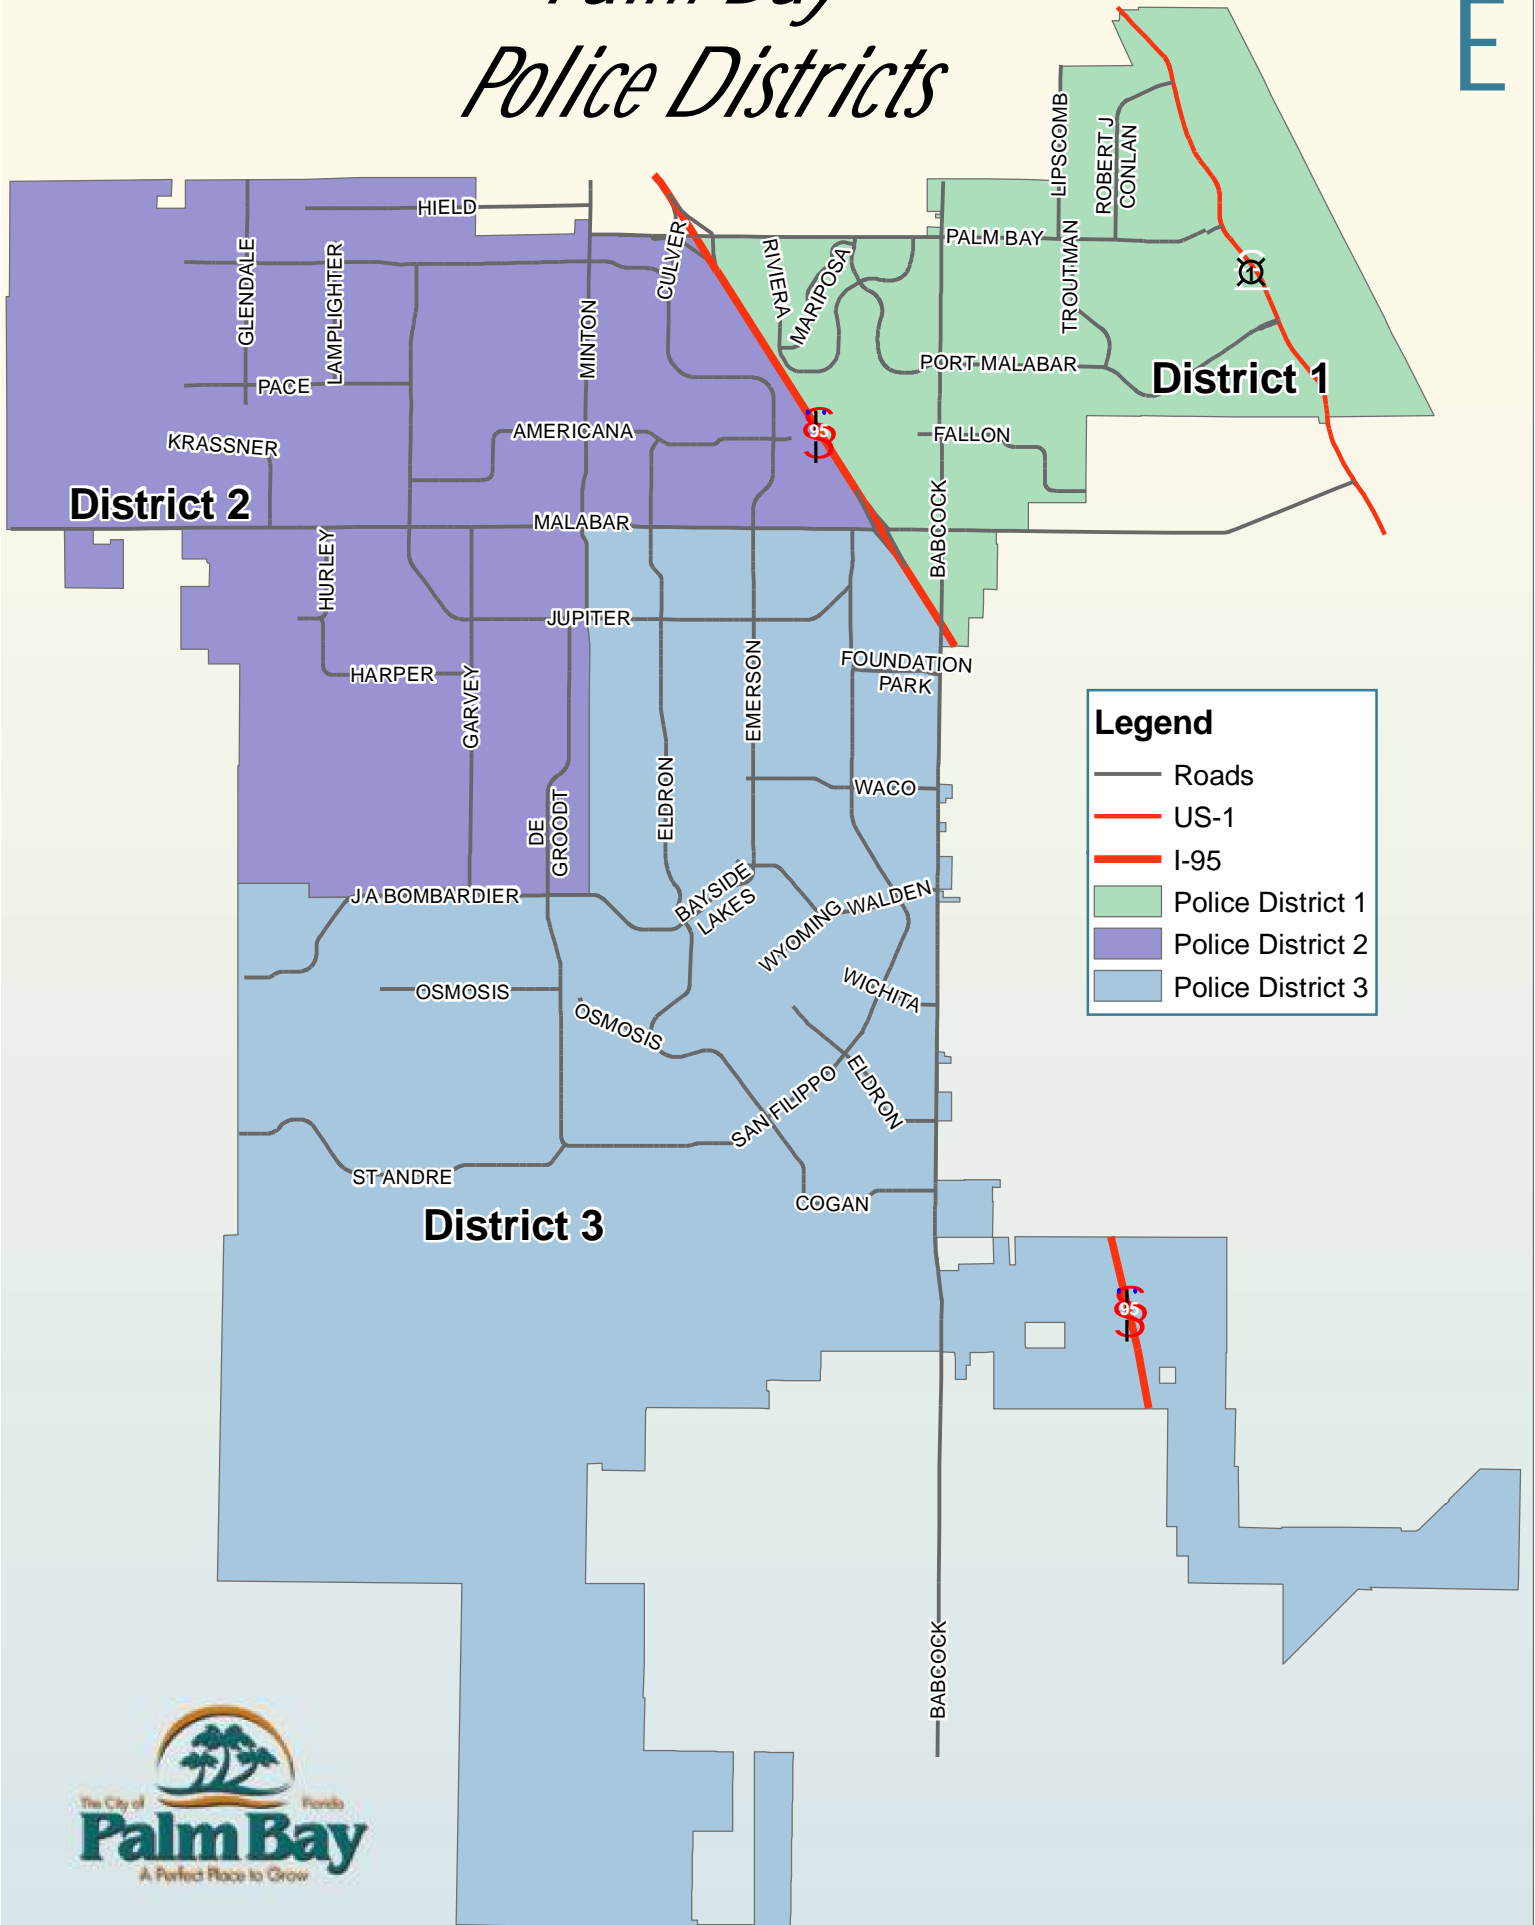 Palm Bay
Police Districts
E
LIPSCOMB
ROBERT J
CONLAN
HIELD
GLENDALE
LAMPLIGHTER
CULVER
RIVIERA
MARIPOSA
PALM BAY
TROUTMAN
1
MINTON
PACE
PORT MALABAR
District 1
KRASSNER
AMERICANA
95
FALLON
District 2
MALABAR
BABCOCK
HURLEY
JUPITER
HARPER
GARVEY
EMERSON
FOUNDATION
PARK
ELDRON
WACO
DE
GROODT
J A BOMBARDIER
BAYSIDE
LAKES
WYOMING
WALDEN
OSMOSIS
OSMOSIS
WICHITA
ELDRON
SAN FILIPPO
ST ANDRE
COGAN
District 3
95
BABCOCK
Legend
Roads
US-1
I-95
Police District 1
Police District 2
Police District 3
The City of Florida
Palm Bay
A Perfect Place to Grow